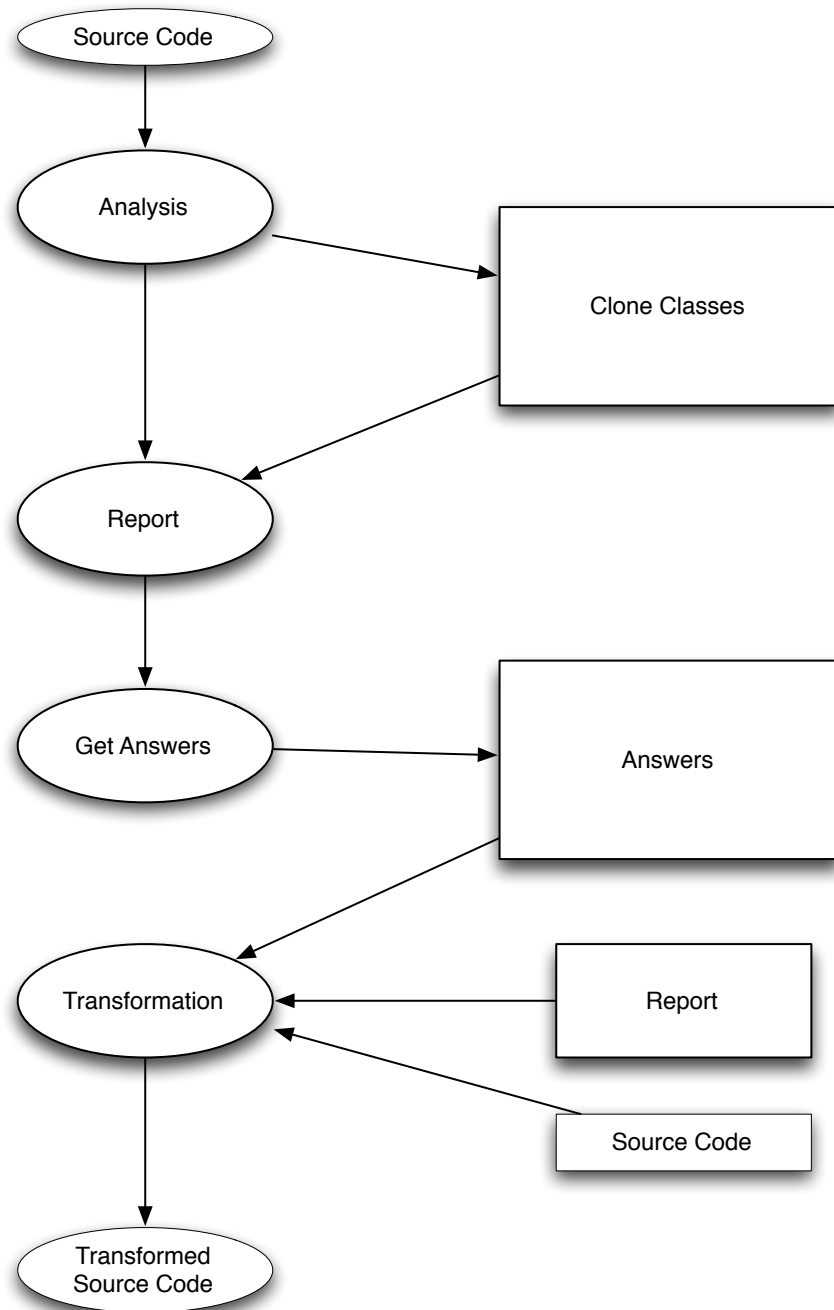 Source Code
Analysis
Clone Classes
Report
Get Answers
Answers
Transformation
Report
Source Code
Transformed
Source Code